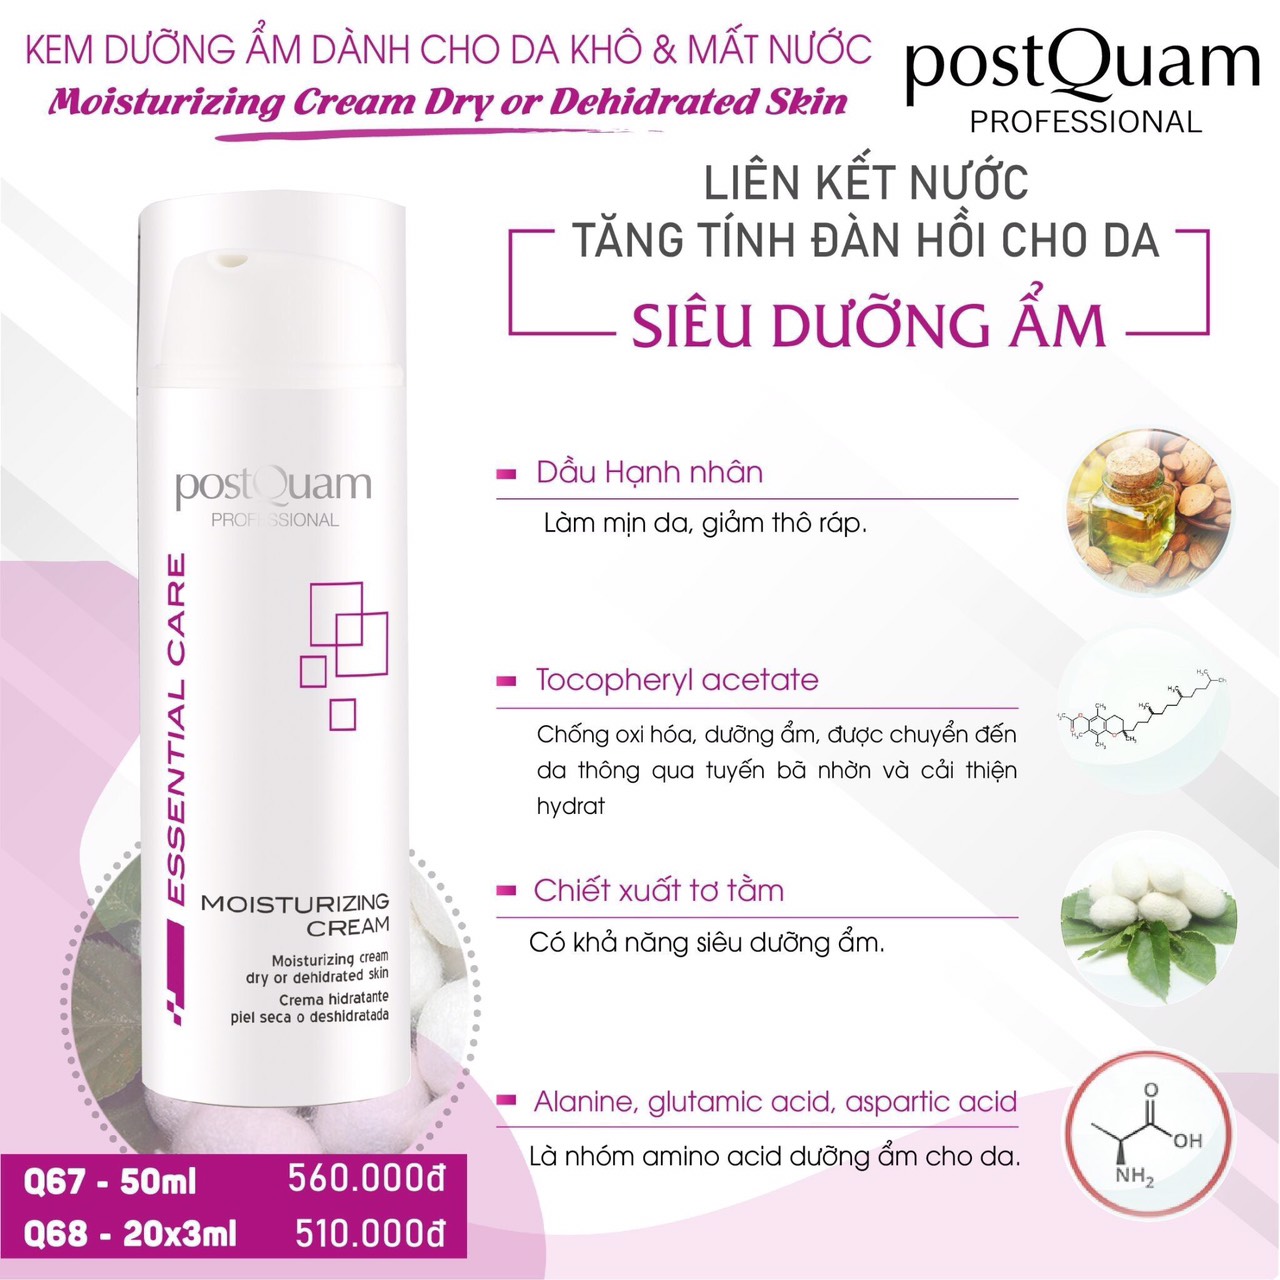 KEM DƯỠNG ẨM DÀNH CHO DA KHÔ & MẤT NƯỚC
Moisturizing Cream Dry or Dehidrated Skin
postQuam
PROFESSIONAL
LIÊN KẾT NƯỚC
TĂNG TÍNH ĐÀN HỒI CHO DA
SIÊU DƯỠNG ẨM
postQuam
PROFESSIONAL
ESSENTIAL CARE
MOISTURIZING
CREAM
Moisturizing cream
dry or dehidrated skin
Crema hidratante
piel seca o deshidratada
Dầu Hạnh nhân
Làm mịn da, giảm thô ráp.
Tocopheryl acetate
Chống oxi hóa, dưỡng ẩm, được chuyển đến
da thông qua tuyến bã nhờn và cải thiện
hydrat
Chiết xuất tơ tằm
Có khả năng siêu dưỡng ẩm.
Alanine, glutamic acid, aspartic acid
Là nhóm amino acid dưỡng ẩm cho da.
O
OH
NH₂
Q67 - 50ml 560.000đ
Q68 - 20x3ml 510.000đ